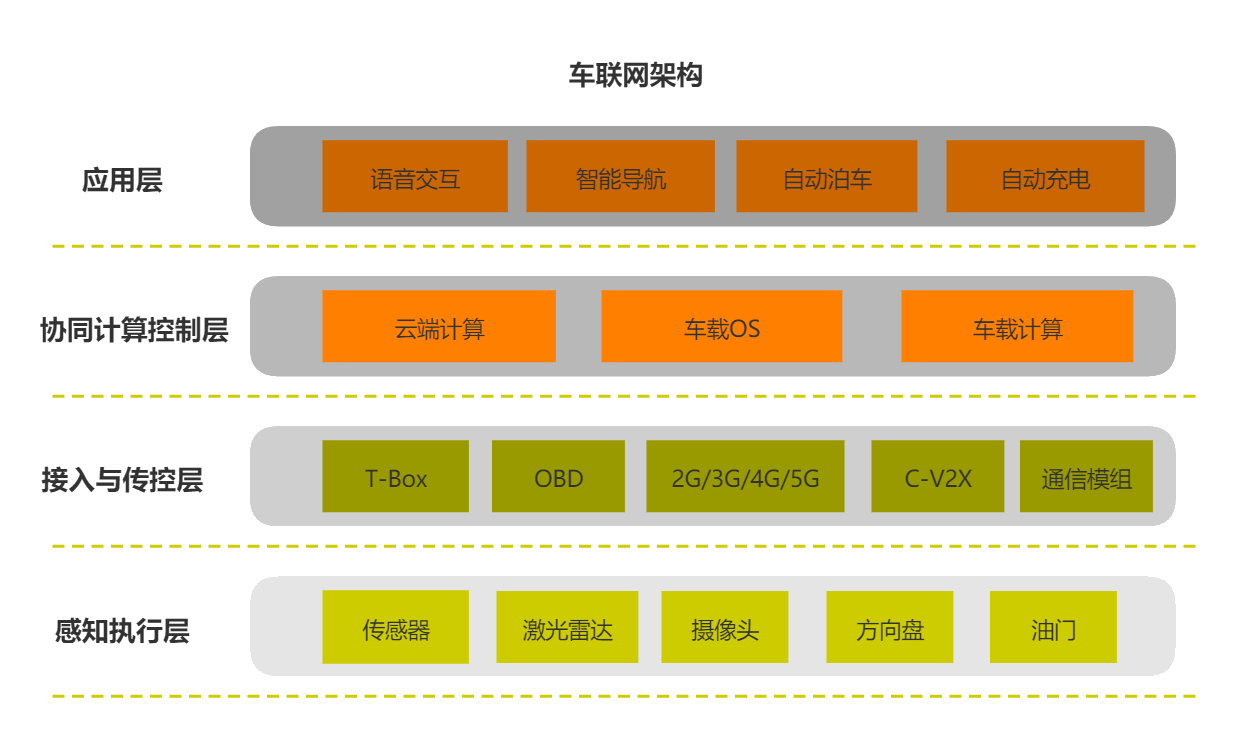 车联网架构
应用层
语音交互
智能导航
自动泊车
自动充电
协同计算控制层
云端计算
车载OS
车载计算
接入与传控层
T-Box
OBD
2G/3G/4G/5G
C-V2X
通信模组
感知执行层
传感器
激光雷达
摄像头
方向盘
油门